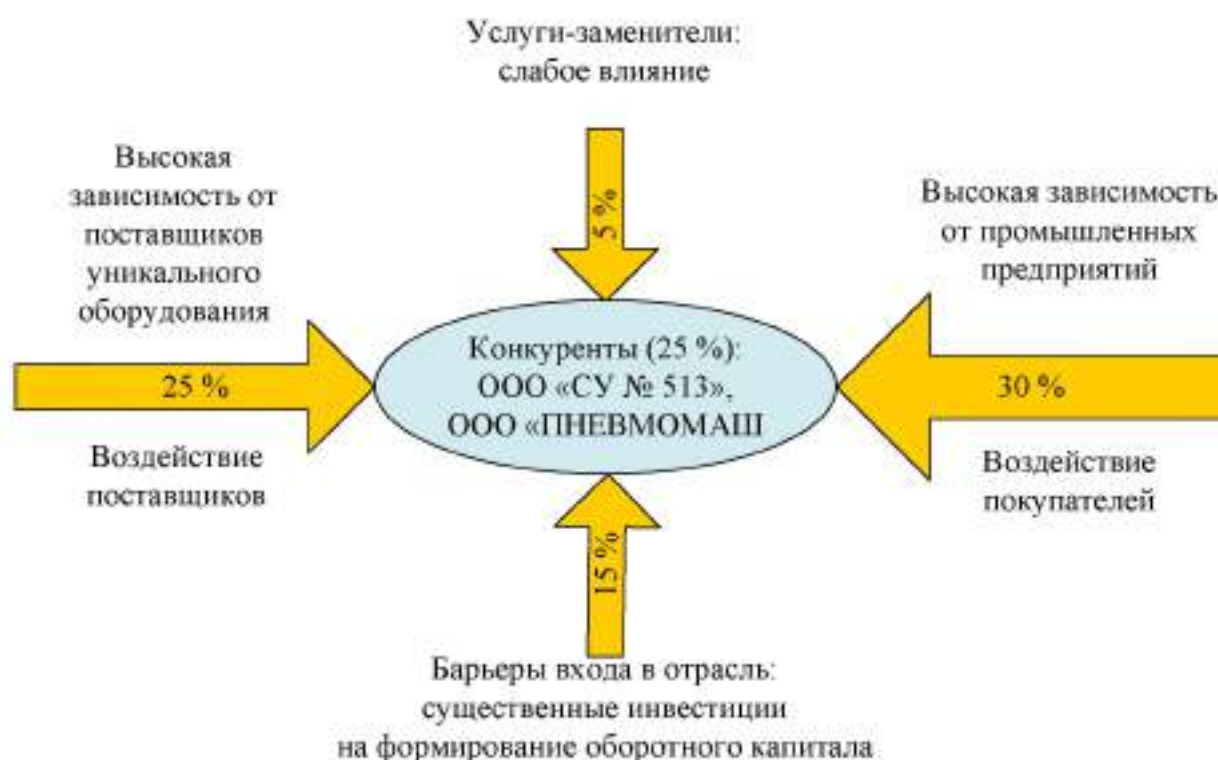 Услуги-заменители:
слабое влияние
5 %
Высокая
зависимость от
поставщиков
уникального
оборудования
25 %
Воздействие
поставщиков
Конкуренты (25 %):
ООО «СУ № 513»,
ООО «ПНЕВМОМАШ
Высокая зависимость
от промышленных
предприятий
30 %
Воздействие
покупателей
15 %
Барьеры входа в отрасль:
существенные инвестиции
на формирование оборотного капитала